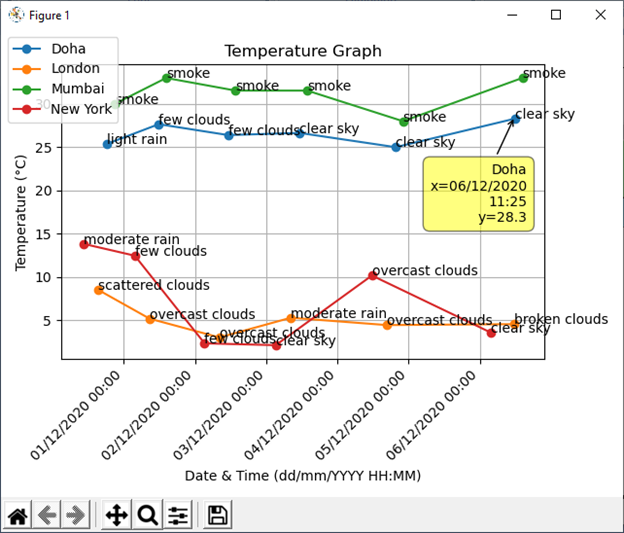 Figure 1
Temperature Graph
Doha
London
Mumbai
New York
smoke
smoke
smoke
smoke
smoke
smoke
few clouds
light rain
few clouds
clear sky
clear sky
clear sky
Doha
x=06/12/2020
11:25
y=28.3
moderate rain
few clouds
scattered clouds
overcast clouds
overcast clouds
few clouds
clear sky
moderate rain
overcast clouds
overcast clouds
broken clouds
clear sky
30
25
20
15
10
5
Temperature (°C)
01/12/2020 00:00
02/12/2020 00:00
03/12/2020 00:00
04/12/2020 00:00
05/12/2020 00:00
06/12/2020 00:00
Date & Time (dd/mm/YYYY HH:MM)